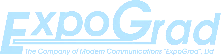 ExpoGrad
the Company of Modern Communications "ExpoGrad", Ltd